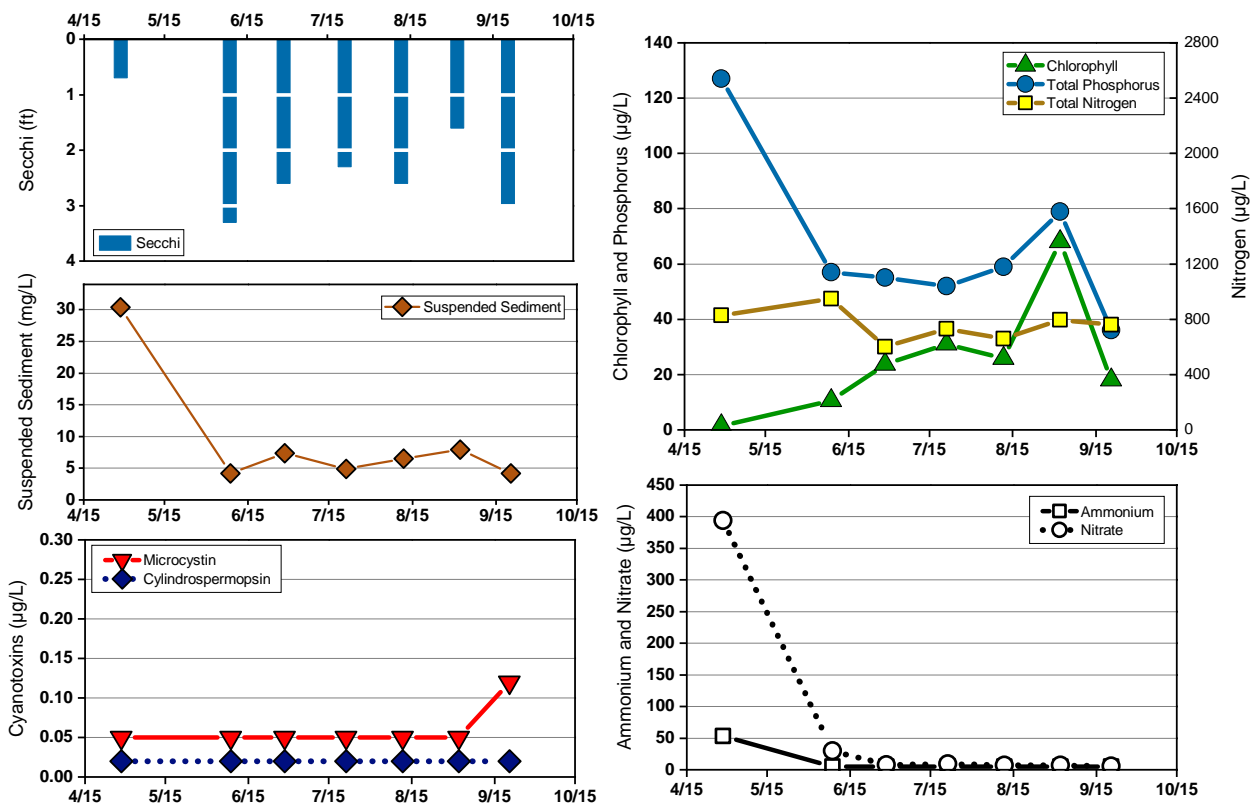 4/15 5/15 6/15 7/15 8/15 9/15 10/15
0
1
2
3
4
Secchi (ft)
Secchi
30
25
20
15
10
5
0
Suspended Sediment (mg/L)
Suspended Sediment
4/15 5/15 6/15 7/15 8/15 9/15 10/15
0.30
0.25
0.20
0.15
0.10
0.05
0.00
Cyanotoxins (µg/L)
Microcystin
Cylindrospermopsin
4/15 5/15 6/15 7/15 8/15 9/15 10/15
140
120
100
80
60
40
20
0
Chlorophyll and Phosphorus (µg/L)
Chlorophyll
Total Phosphorus
Total Nitrogen
2800
2400
2000
1600
1200
800
400
0
Nitrogen (µg/L)
4/15 5/15 6/15 7/15 8/15 9/15 10/15
450
400
350
300
250
200
150
100
50
0
Ammonium and Nitrate (µg/L)
Ammonium
Nitrate
4/15 5/15 6/15 7/15 8/15 9/15 10/15